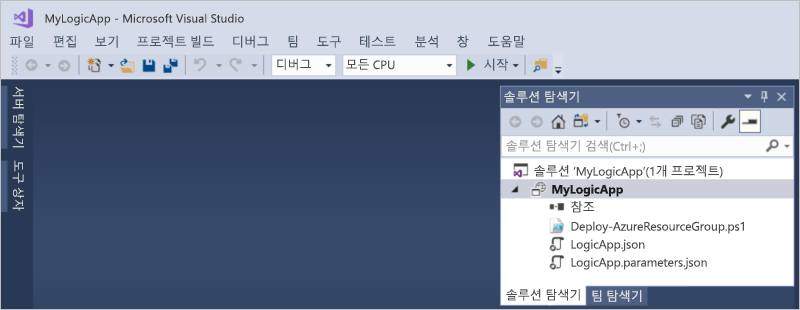 MyLogicApp - Microsoft Visual Studio
파일 편집 보기 프로젝트 빌드 디버그 팀 도구 테스트 분석 창 도움말
디버그 모든 CPU 시작
서버 탐색기
도구 상자
솔루션 탐색기
솔루션 탐색기 검색(Ctrl+;)
솔루션 'MyLogicApp'(1개 프로젝트)
MyLogicApp
참조
Deploy-AzureResourceGroup.ps1
LogicApp.json
LogicApp.parameters.json
솔루션 탐색기 팀 탐색기